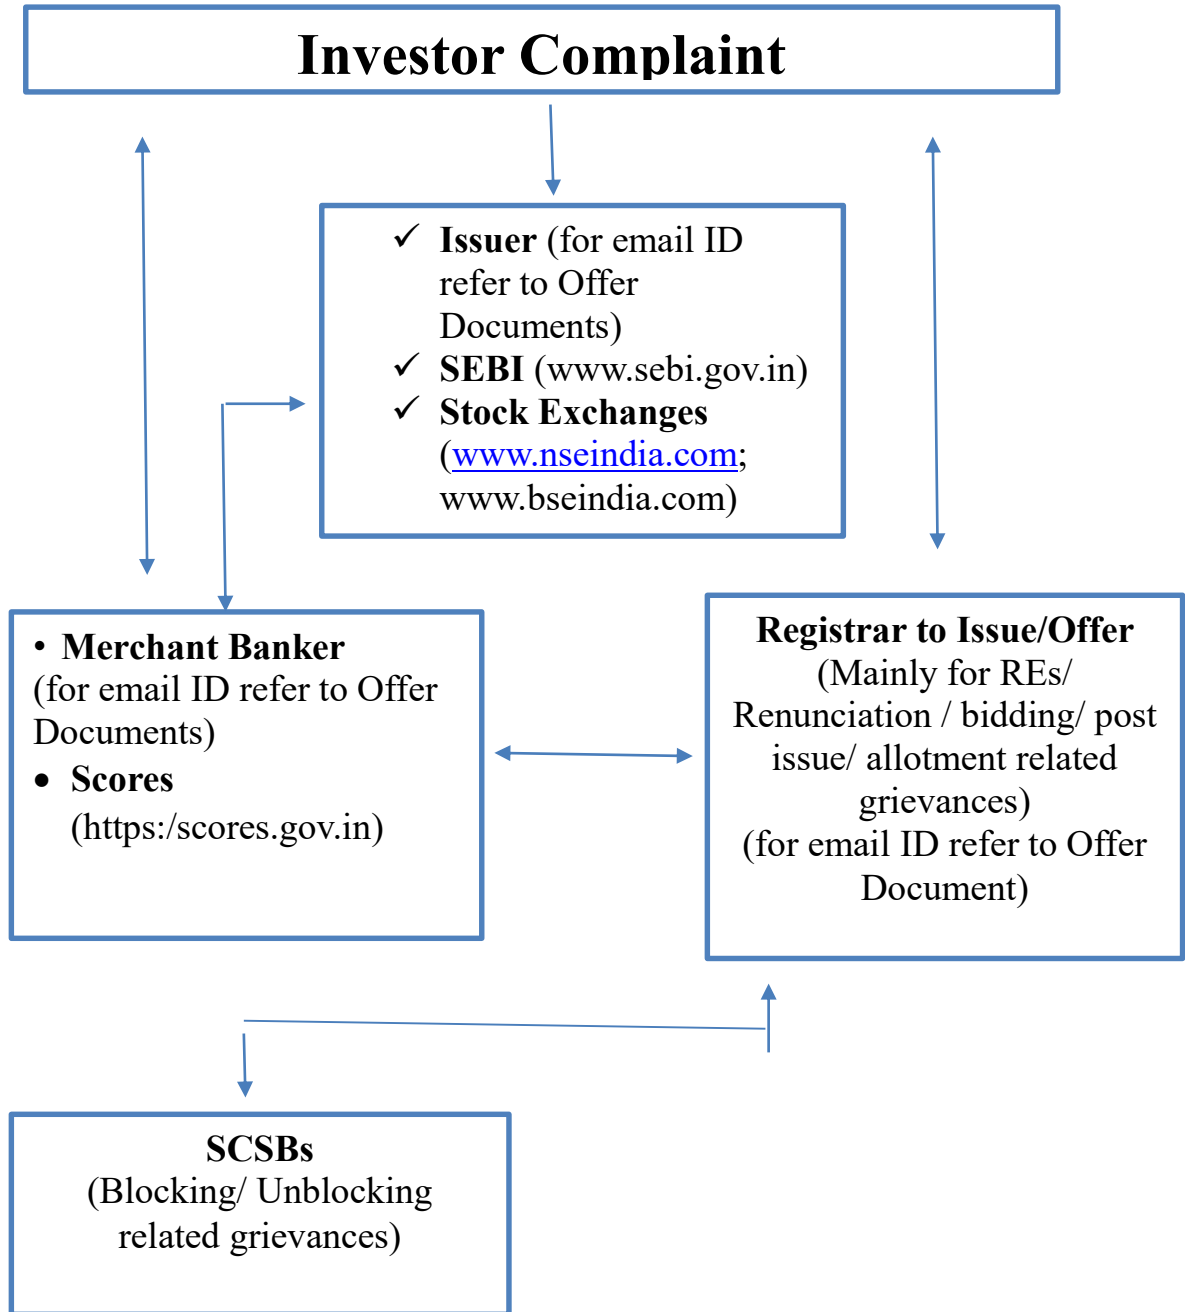 Investor Complaint
✓ Issuer (for email ID
refer to Offer
Documents)
✓ SEBI (www.sebi.gov.in)
✓ Stock Exchanges
(www.nseindia.com;
www.bseindia.com)
• Merchant Banker
(for email ID refer to Offer
Documents)
• Scores
(https:/scores.gov.in)
Registrar to Issue/Offer
(Mainly for REs/
Renunciation / bidding/ post
issue/ allotment related
grievances)
(for email ID refer to Offer
Document)
SCSBs
(Blocking/ Unblocking
related grievances)